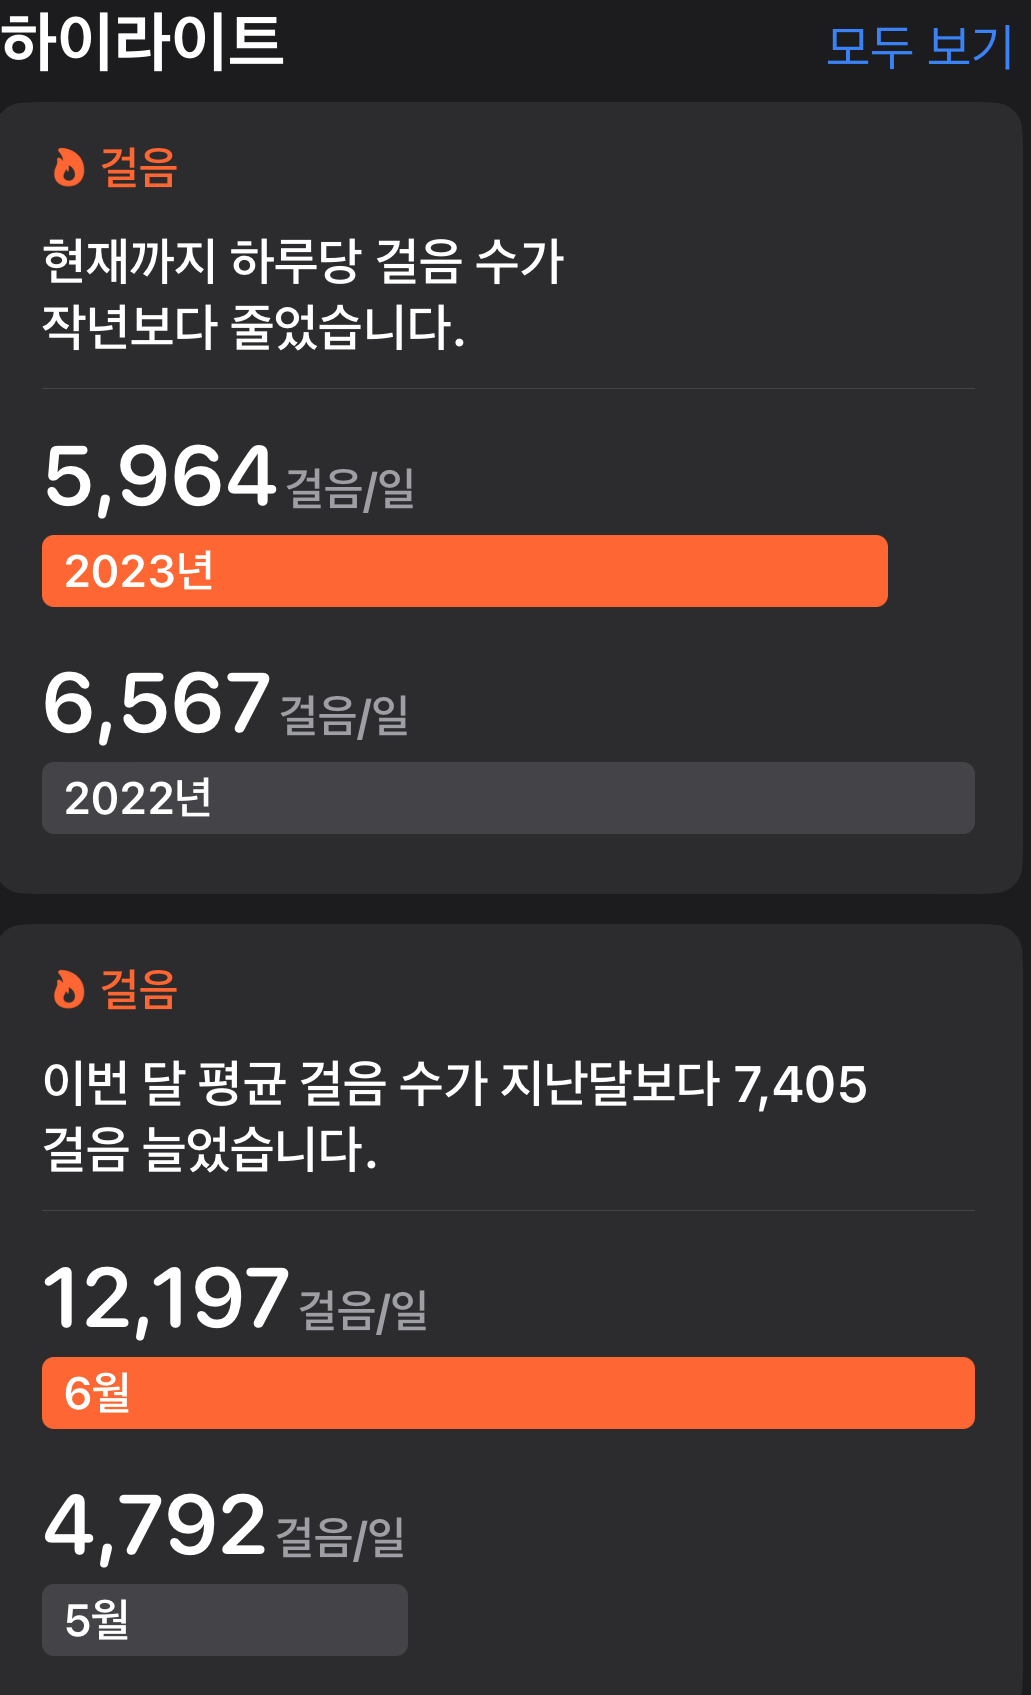 하이라이트
모두 보기
걸음
현재까지 하루당 걸음 수가
작년보다 줄었습니다.
5,964 걸음/일
2023년
6,567 걸음/일
2022년
걸음
이번 달 평균 걸음 수가 지난달보다 7,405
걸음 늘었습니다.
12,197 걸음/일
6월
4,792 걸음/일
5월